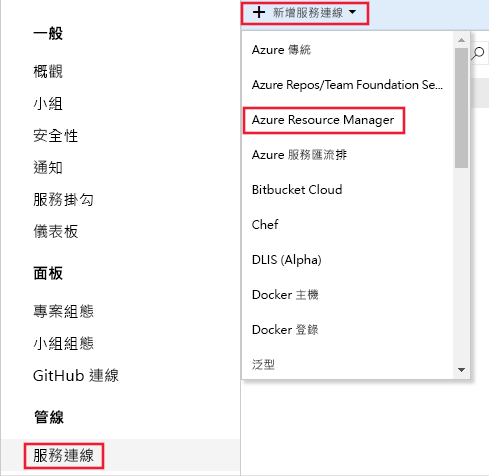 一般
概觀
小組
安全性
通知
服務掛勾
儀表板
面板
專案組態
小組組態
GitHub 連線
管線
服務連線
+ 新增服務連線
Azure 傳統
Azure Repos/Team Foundation Se...
Azure Resource Manager
Azure 服務匯流排
Bitbucket Cloud
Chef
DLIS (Alpha)
Docker 主機
Docker 登錄
泛型